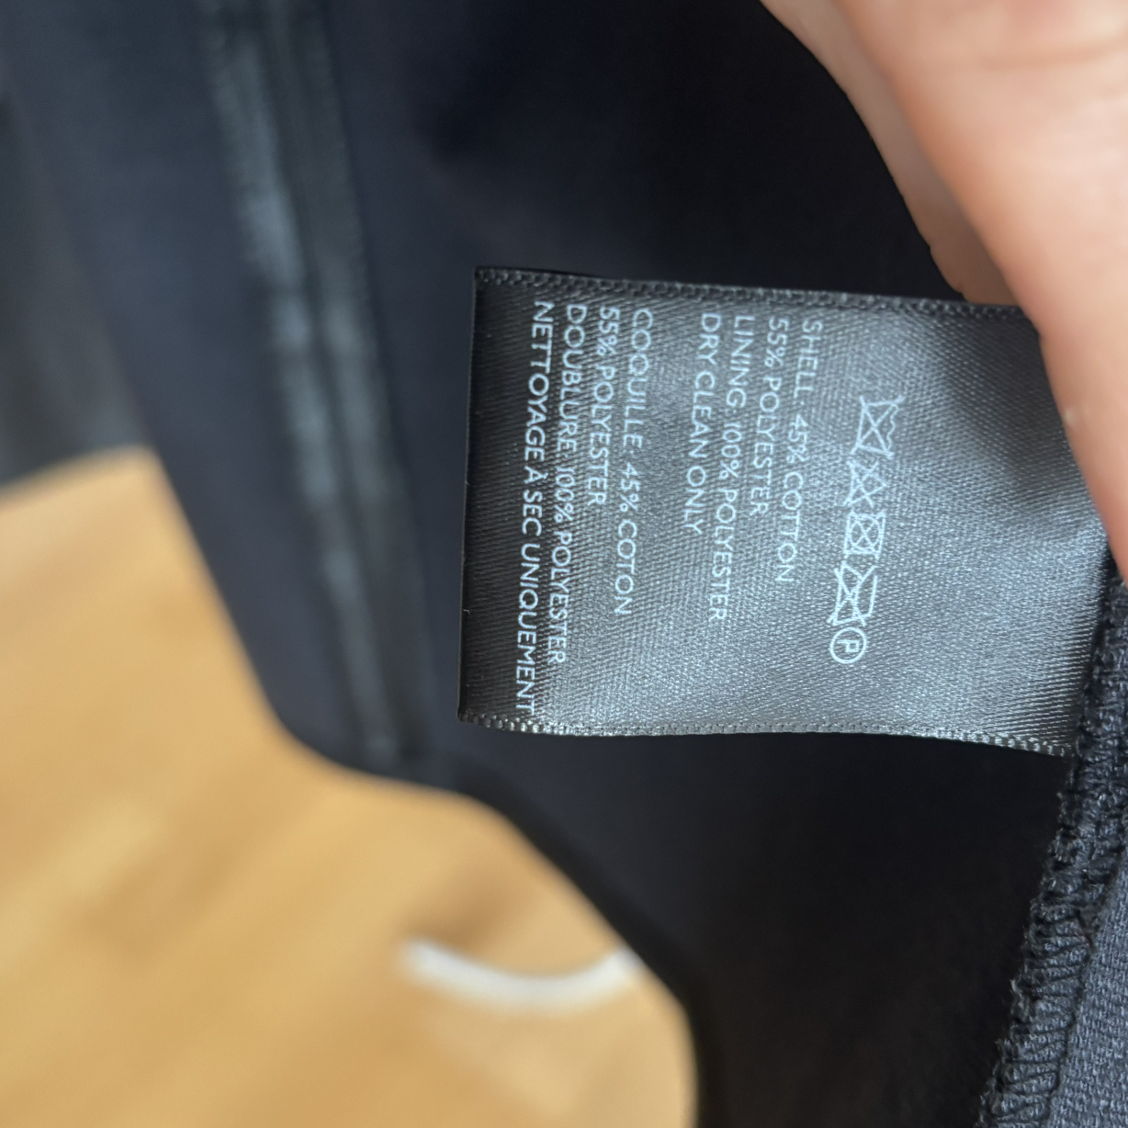 P
SHELL: 45% COTTON
55% POLYESTER
LINING: 100% POLYESTER
DRY CLEAN ONLY
COQUILLE: 45% COTON
55% POLYESTER
DOUBLURE: 100% POLYESTER
NETTOYAGE À SEC UNIQUEMENT